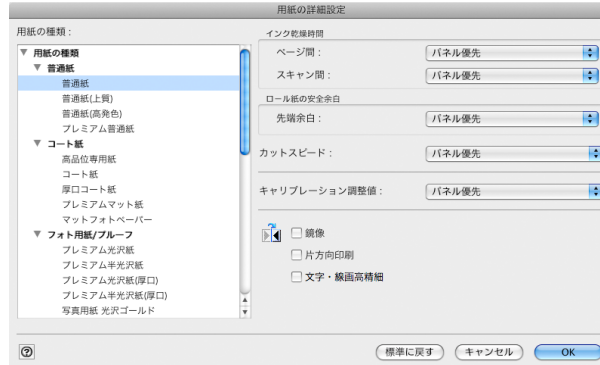 用紙の詳細設定
用紙の種類：
▼ 用紙の種類
▼ 普通紙
普通紙
普通紙(上質)
普通紙(高発色)
プレミアム普通紙
▼ コート紙
高品位専用紙
コート紙
厚口コート紙
プレミアムマット紙
マットフォトペーパー
▼ フォト用紙/プルーフ
プレミアム光沢紙
プレミアム半光沢紙
プレミアム光沢紙(厚口)
プレミアム半光沢紙(厚口)
写真用紙 光沢ゴールド
インク乾燥時間
ページ間： パネル優先
スキャン間： パネル優先
ロール紙の安全余白
先端余白： パネル優先
カットスピード： パネル優先
キャリブレーション調整値： パネル優先
鏡像
片方向印刷
文字・線画高精細
? 標準に戻す キャンセル OK